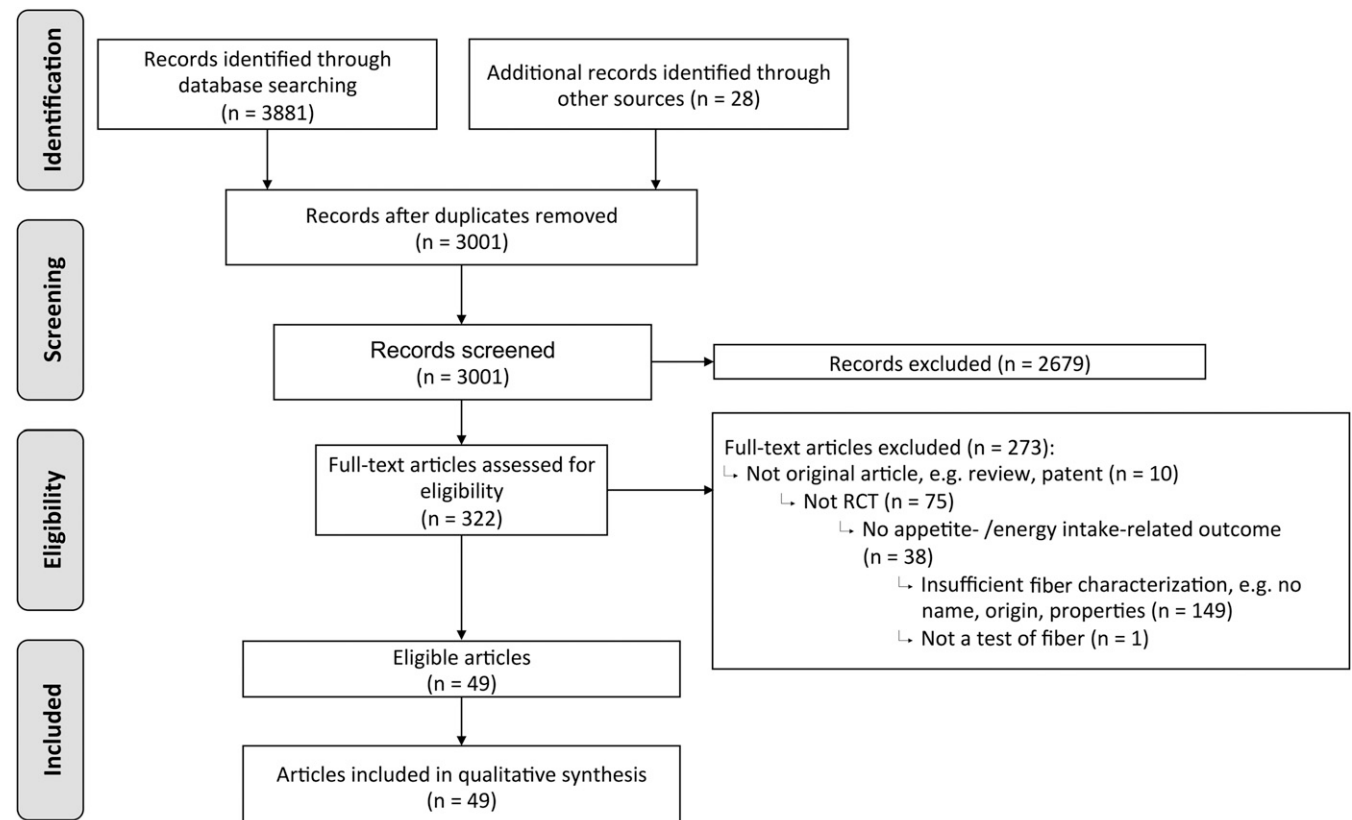 Identification
Records identified through
database searching
(n = 3881)
Additional records identified through
other sources (n = 28)
Records after duplicates removed
(n = 3001)
Screening
Records screened
(n = 3001)
Records excluded (n = 2679)
Eligibility
Full-text articles assessed for
eligibility
(n = 322)
Full-text articles excluded (n = 273):
↳ Not original article, e.g. review, patent (n = 10)
↳ Not RCT (n = 75)
↳ No appetite- /energy intake-related outcome
(n = 38)
↳ Insufficient fiber characterization, e.g. no
name, origin, properties (n = 149)
↳ Not a test of fiber (n = 1)
Included
Eligible articles
(n = 49)
Articles included in qualitative synthesis
(n = 49)